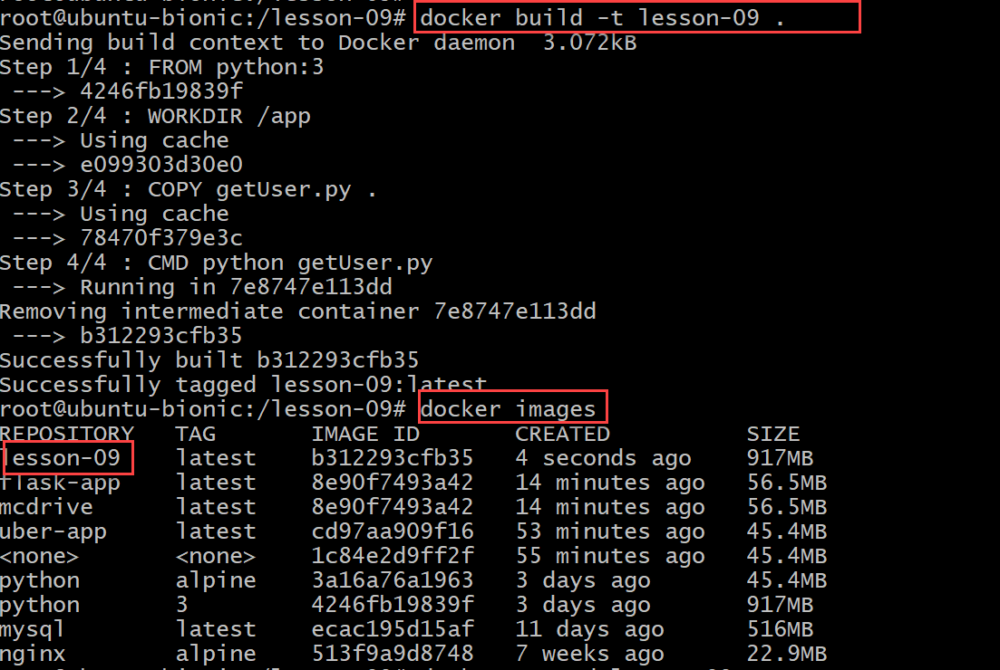 root@ubuntu-bionic:/lesson-09# docker build -t lesson-09 .
Sending build context to Docker daemon  3.072kB
Step 1/4 : FROM python:3
 ---> 4246fb19839f
Step 2/4 : WORKDIR /app
 ---> Using cache
 ---> e099303d30e0
Step 3/4 : COPY getUser.py .
 ---> Using cache
 ---> 78470f379e3c
Step 4/4 : CMD python getUser.py
 ---> Running in 7e8747e113dd
Removing intermediate container 7e8747e113dd
 ---> b312293cfb35
Successfully built b312293cfb35
Successfully tagged lesson-09:latest
root@ubuntu-bionic:/lesson-09# docker images
REPOSITORY   TAG       IMAGE ID       CREATED          SIZE
lesson-09    latest    b312293cfb35   4 seconds ago    917MB
flask-app    latest    8e90f7493a42   14 minutes ago   56.5MB
mcdrive      latest    8e90f7493a42   14 minutes ago   56.5MB
uber-app     latest    cd97aa909f16   53 minutes ago   45.4MB
<none>       <none>    1c84e2d9ff2f   55 minutes ago   45.4MB
python       alpine    3a16a76a1963   3 days ago       45.4MB
python       3         4246fb19839f   3 days ago       917MB
mysql        latest    ecac195d15af   11 days ago      516MB
nginx        alpine    513f9a9d8748   7 weeks ago      22.9MB